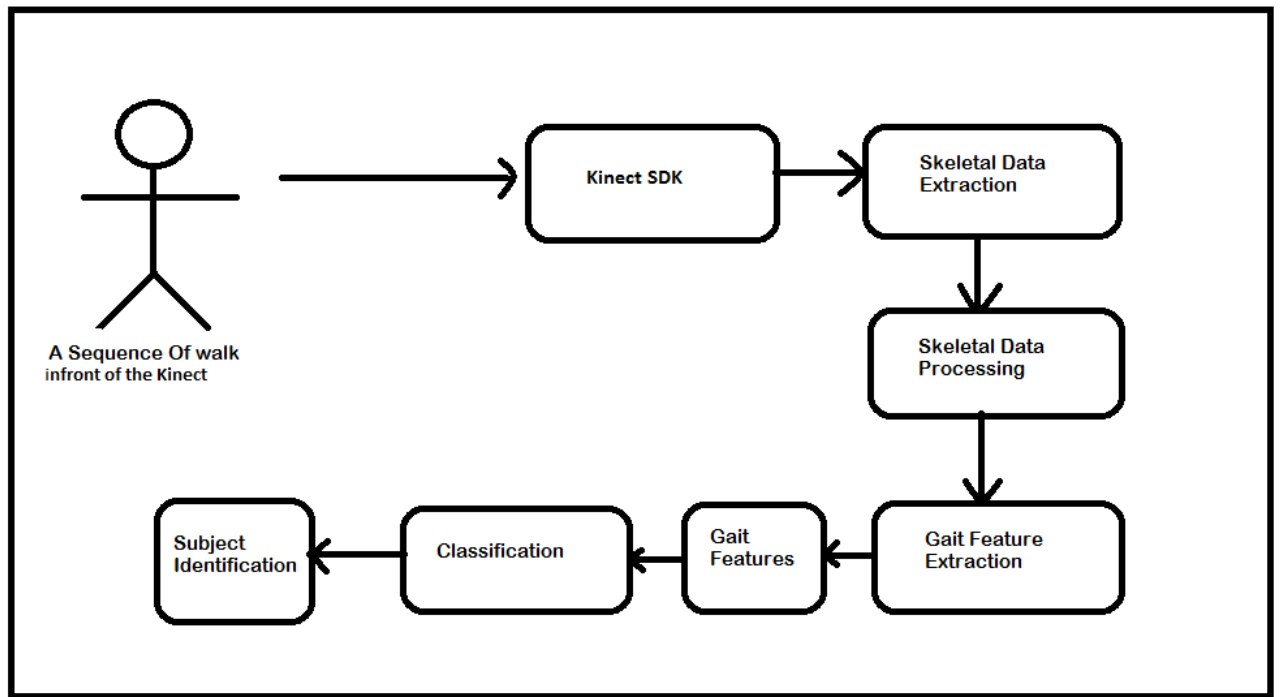 A Sequence Of walk
infront of the Kinect
Kinect SDK
Skeletal Data
Extraction
Skeletal Data
Processing
Gait Feature
Extraction
Gait
Features
Classification
Subject
Identification